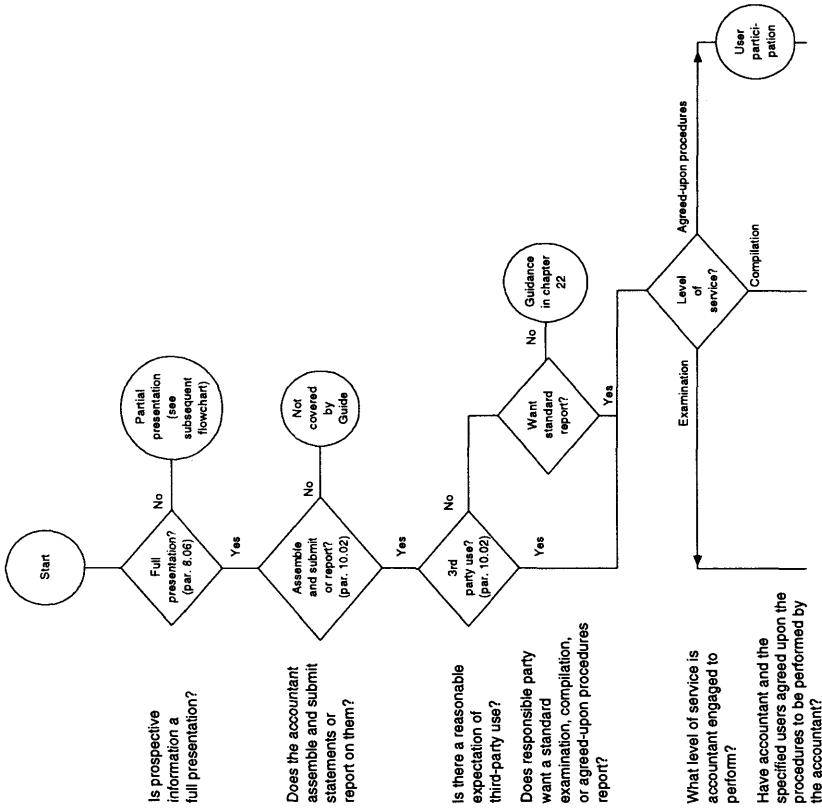 Start
Is prospective
information a
full presentation?
Full
presentation?
(par. 8.06)
No
Partial
presentation
(see
subsequent
flowchart)
Yes
Does the accountant
assemble and submit
statements or
report on them?
Assemble
and submit
or report?
(par. 10.02)
No
Not
covered
by
Guide
Yes
Is there a reasonable
expectation of
third-party use?
3rd
party use?
(par. 10.02)
No
Yes
Does responsible party
want a standard
examination, compilation,
or agreed-upon procedures
report?
Want
standard
report?
No
Guidance
in chapter
22
Yes
What level of service is
accountant engaged to
perform?
Examination
Level
of
service?
Agreed-upon procedures
Compilation
Have accountant and the
specified users agreed upon the
procedures to be performed by
the accountant?
User
partici-
pation